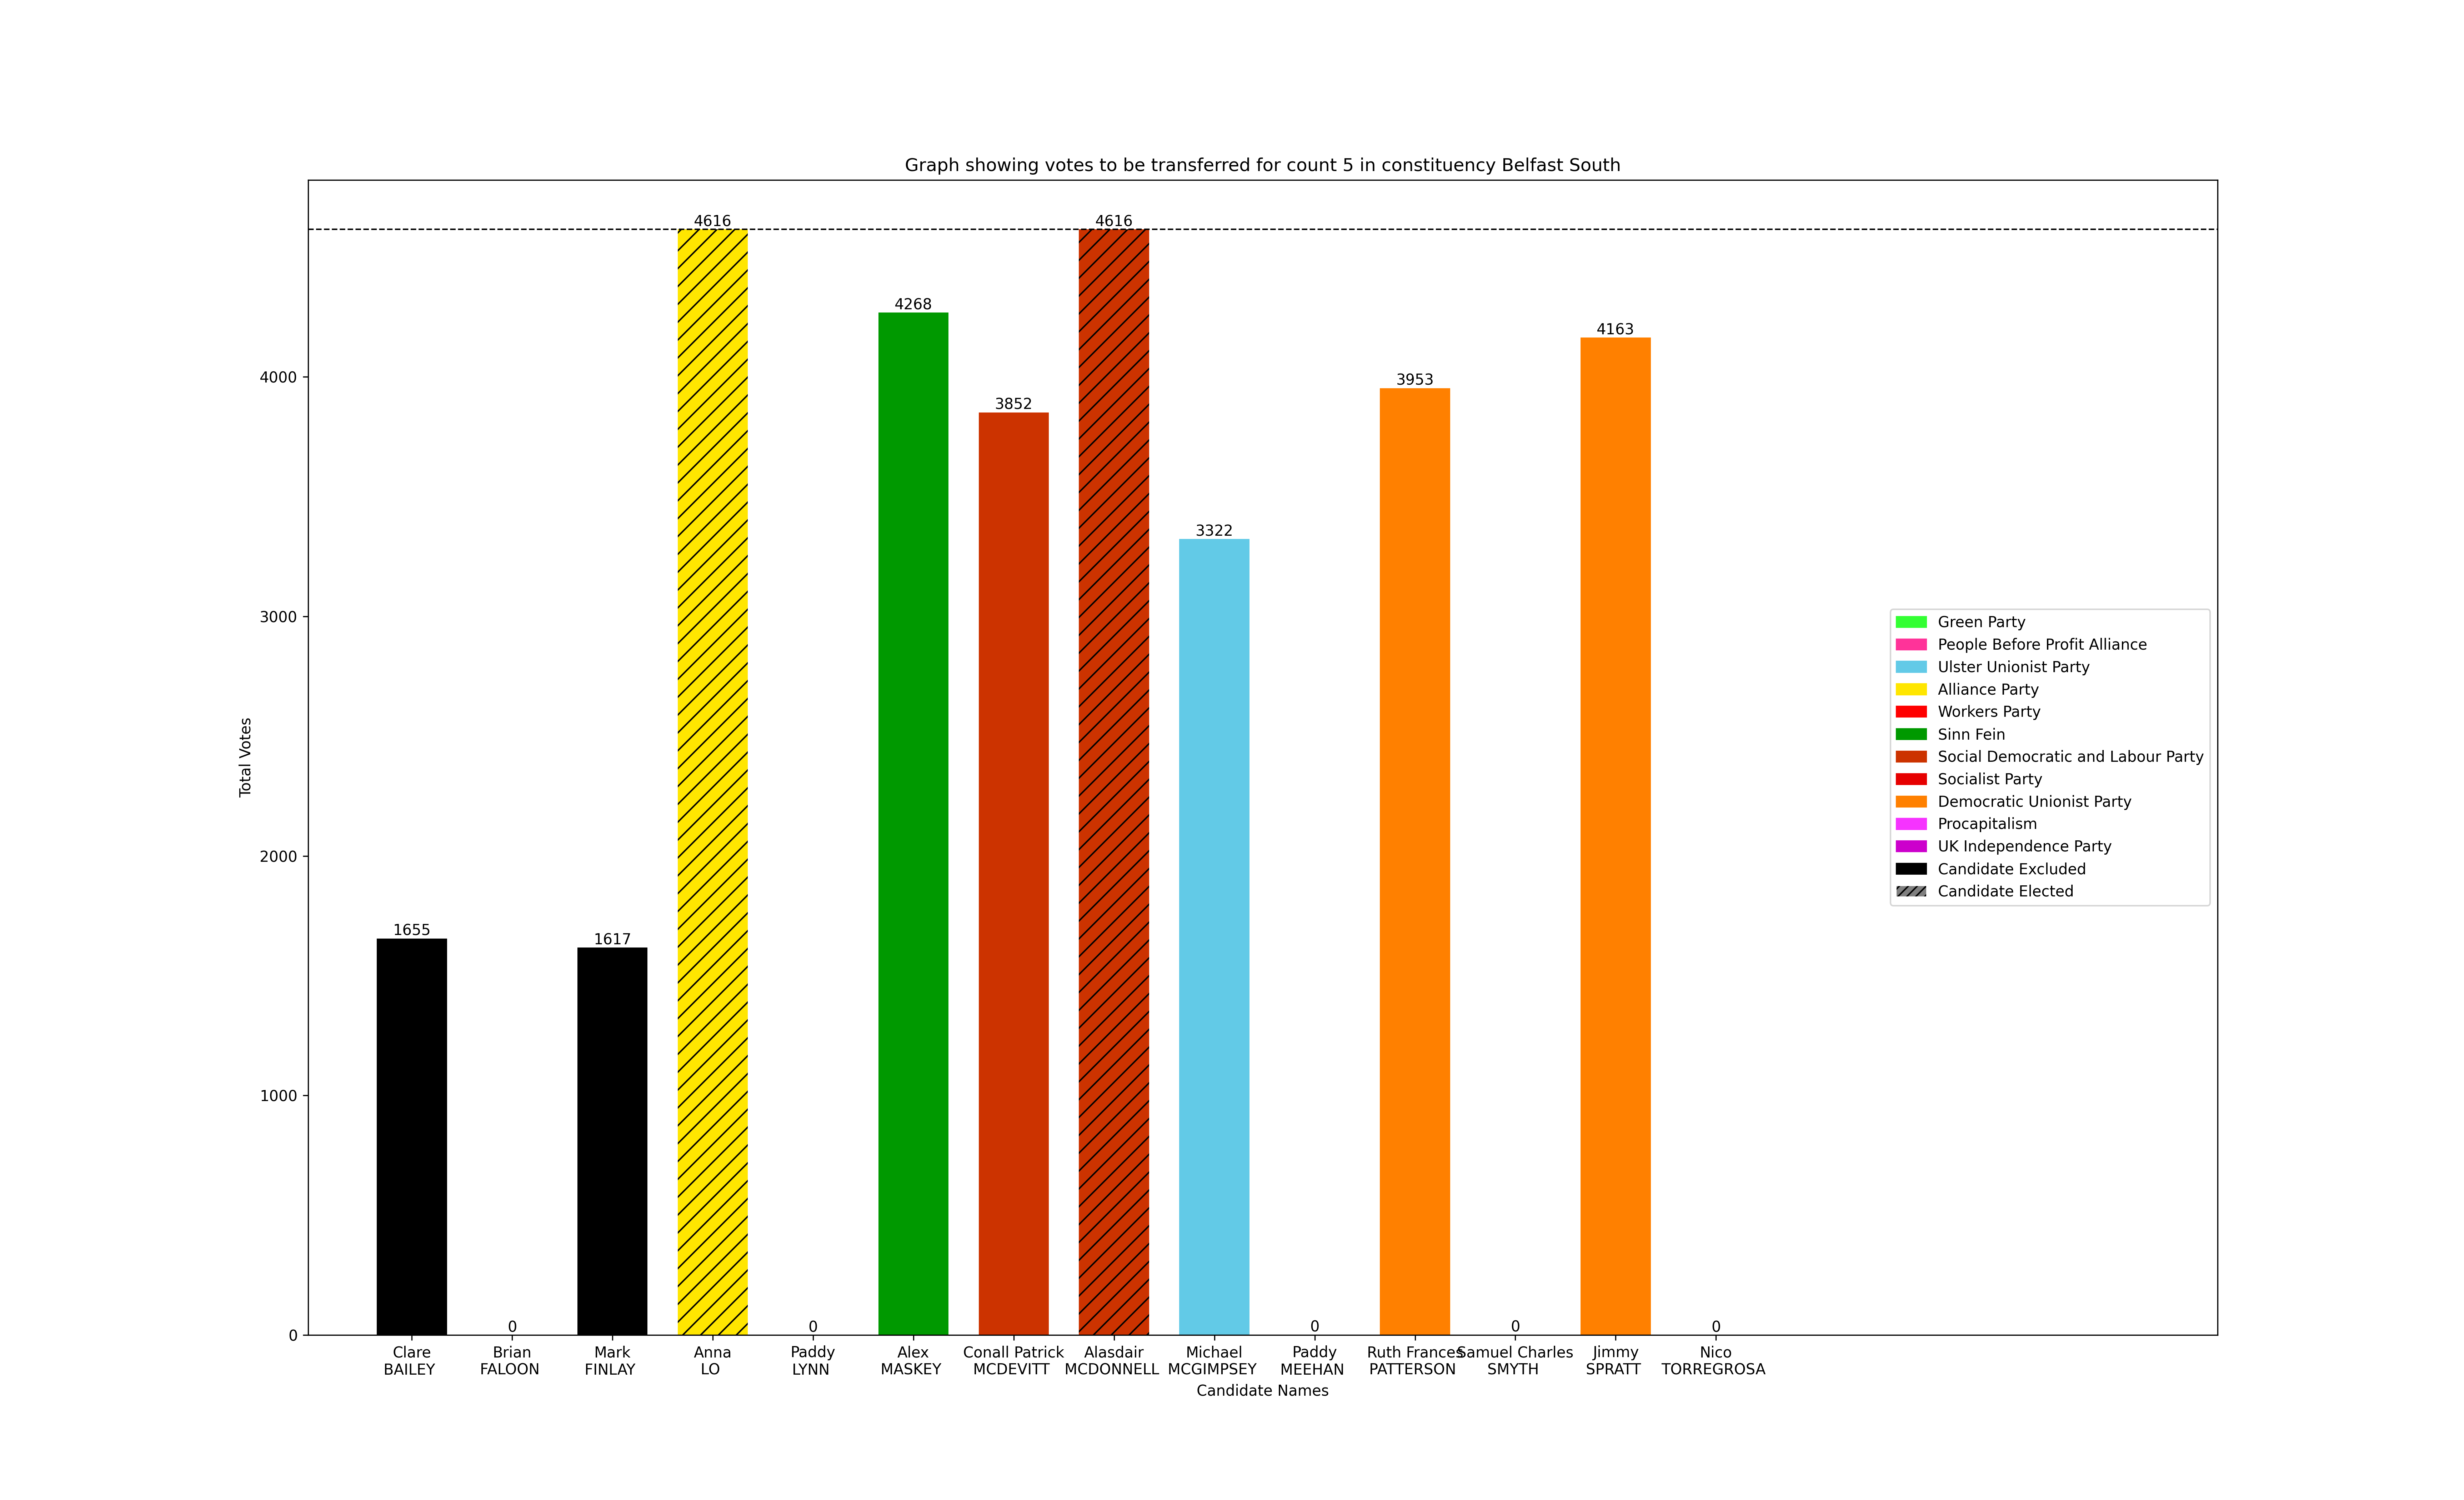 Graph showing votes to be transferred for count 5 in constituency Belfast South
4616
4616
4268
4163
4000
3953
3852
3322
3000
Green Party
People Before Profit Alliance
Ulster Unionist Party
Alliance Party
Workers Party
Sinn Fein
Social Democratic and Labour Party
Socialist Party
Democratic Unionist Party
Procapitalism
UK Independence Party
Candidate Excluded
Candidate Elected
Total Votes
2000
1655
1617
1000
0
0
0
0
0
0
Clare
BAILEY
Brian
FALOON
Mark
FINLAY
Anna
LO
Paddy
LYNN
Alex
MASKEY
Conall Patrick
MCDEVITT
Alasdair
MCDONNELL
Michael
MCGIMPSEY
Paddy
MEEHAN
Ruth Frances
PATTERSON
Samuel Charles
SMYTH
Jimmy
SPRATT
Nico
TORREGROSA
Candidate Names